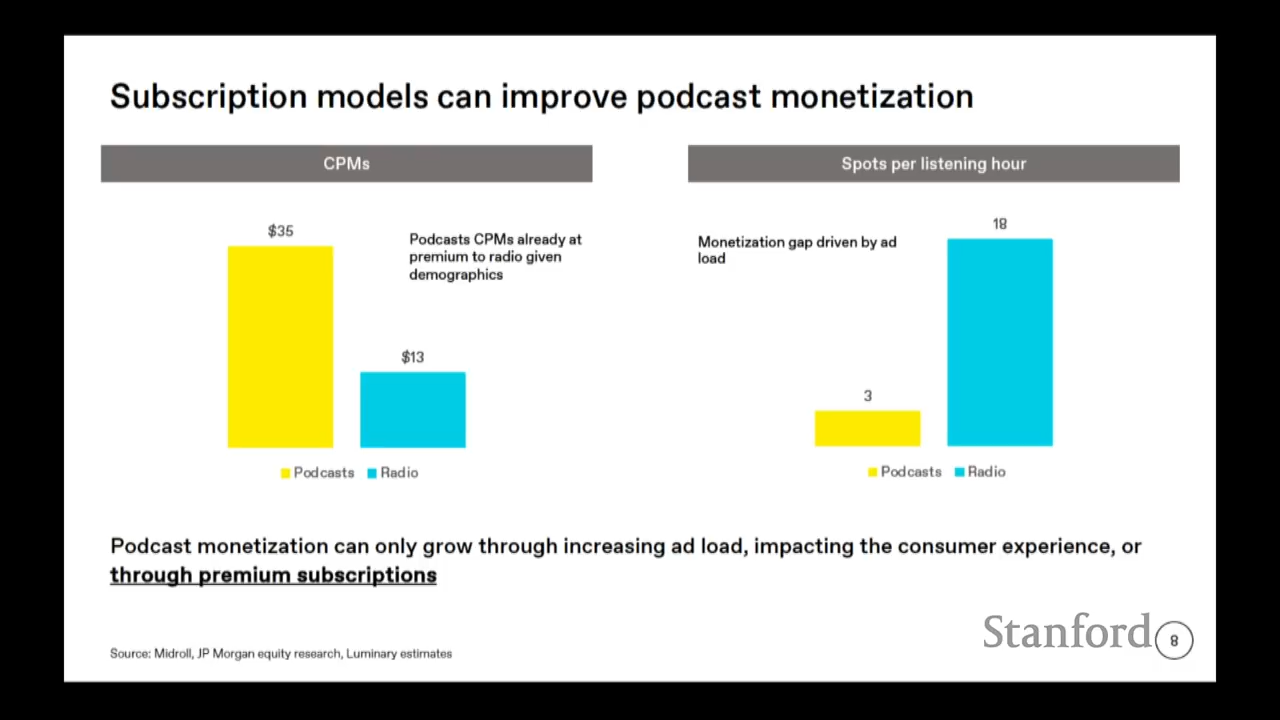 Subscription models can improve podcast monetization
CPMs
$35
$13
Podcasts CPMs already at
premium to radio given
demographics
Podcasts Radio
Spots per listening hour
Monetization gap driven by ad
load
18
3
Podcasts Radio
Podcast monetization can only grow through increasing ad load, impacting the consumer experience, or
through premium subscriptions
Source: Midroll, JP Morgan equity research, Luminary estimates
Stanford
8